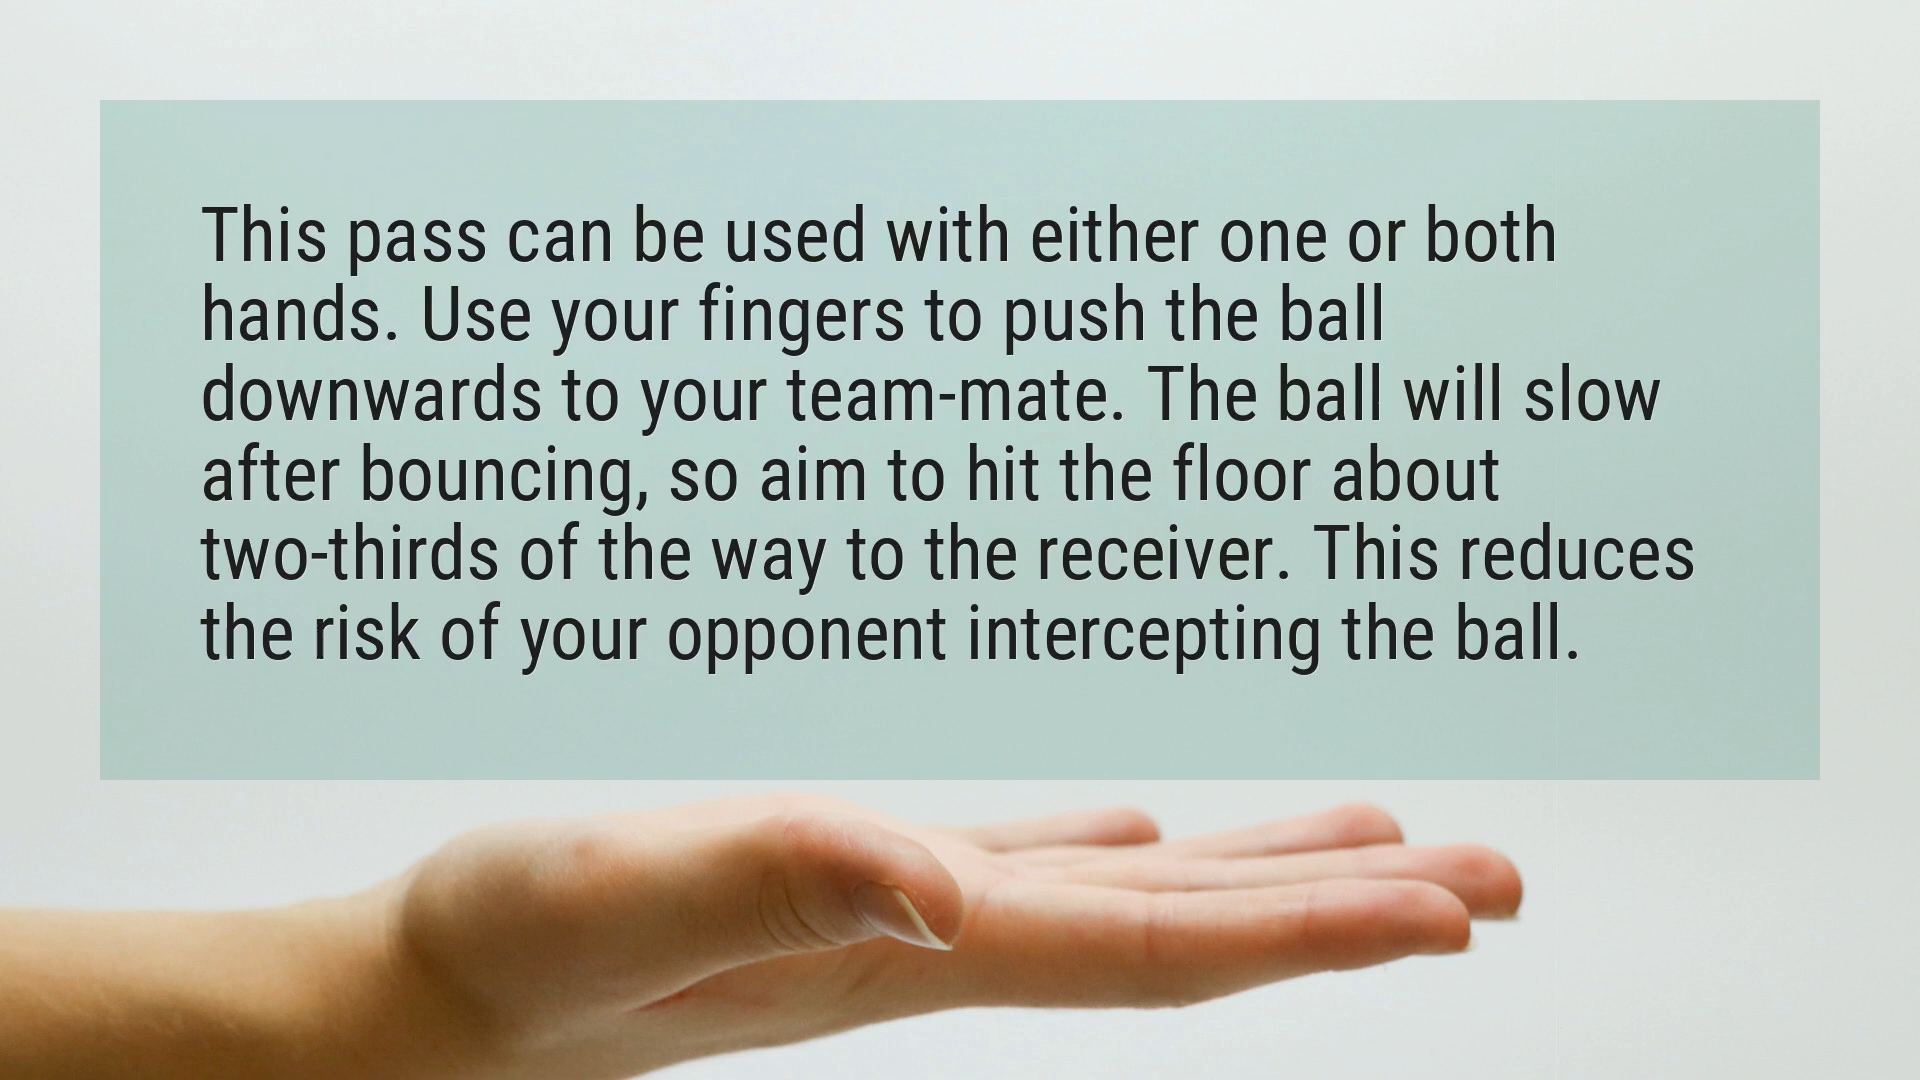 This pass can be used with either one or both
hands. Use your fingers to push the ball
downwards to your team-mate. The ball will slow
after bouncing, so aim to hit the floor about
two-thirds of the way to the receiver. This reduces
the risk of your opponent intercepting the ball.